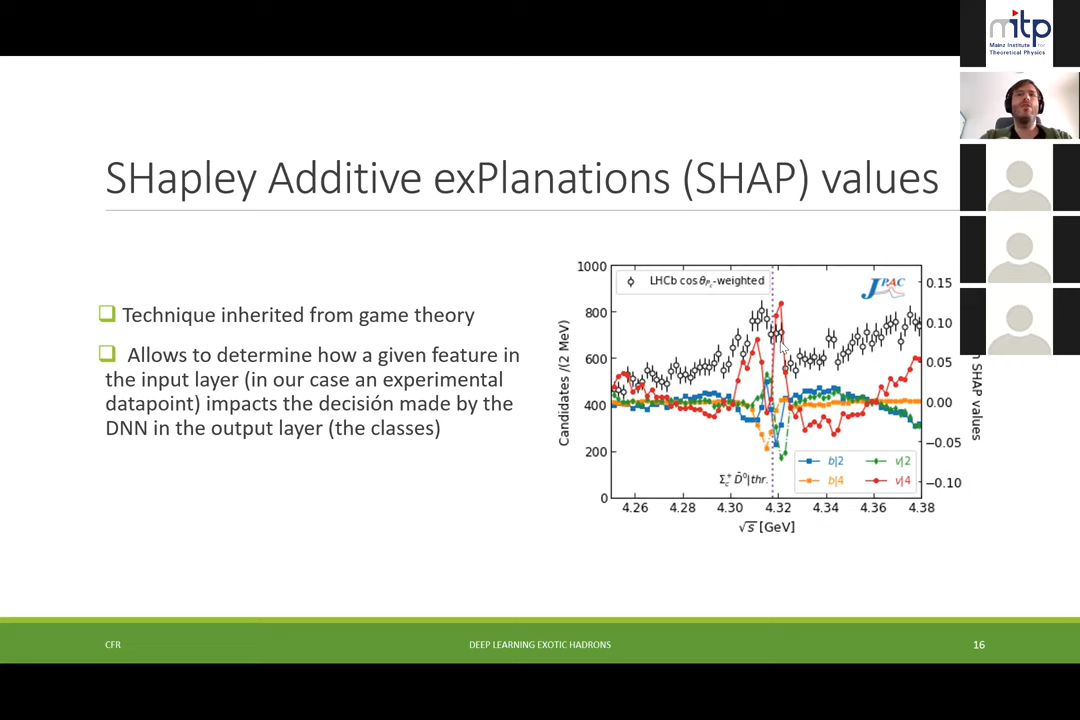 mitp
Mainz Institute for
Theoretical Physics
SHapley Additive exPlanations (SHAP) values
Technique inherited from game theory
Allows to determine how a given feature in
the input layer (in our case an experimental
datapoint) impacts the decisión made by the
DNN in the output layer (the classes)
LHCb cosθPc-weighted
JPAC
Candidates /(2 MeV)
1000
800
600
400
200
0
0.15
0.10
0.05
0.00
−0.05
−0.10
SHAP values
b|2
v|2
b|4
v|4
Σc+ D̄0|thr.
4.26 4.28 4.30 4.32 4.34 4.36 4.38
√s [GeV]
CFR
DEEP LEARNING EXOTIC HADRONS
16